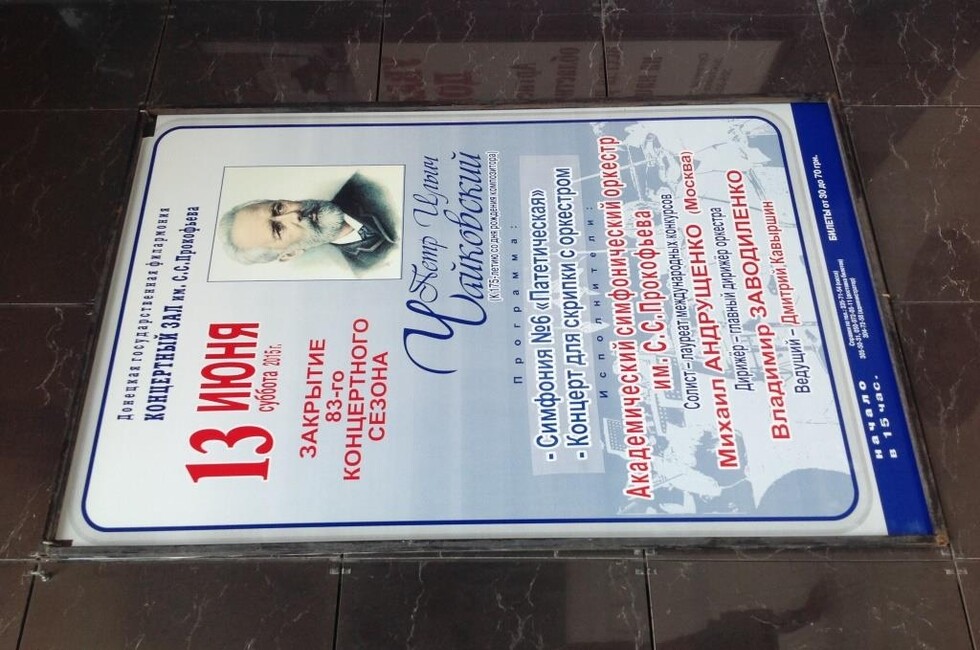 Донецкая государственная филармония
КОНЦЕРТНЫЙ ЗАЛ им. С.С.Прокофьева
13 ИЮНЯ
суббота 2015г.
ЗАКРЫТИЕ
83-го
КОНЦЕРТНОГО
СЕЗОНА
Петр Ильич
Чайковский
(К 175-летию со дня рождения композитора)
Программа:
- Симфония №6 «Патетическая»
- Концерт для скрипки с оркестром
Исполнители:
Академический симфонический оркестр
им. С.С.Прокофьева
Солист – лауреат международных конкурсов
Михаил АНДРУЩЕНКО (Москва)
Дирижер – главный дирижер оркестра
Владимир ЗАВОДИЛЕНКО
Ведущий – Дмитрий Кавыршин
Начало
в 15 час.
БИЛЕТЫ от 30 до 70 грн.